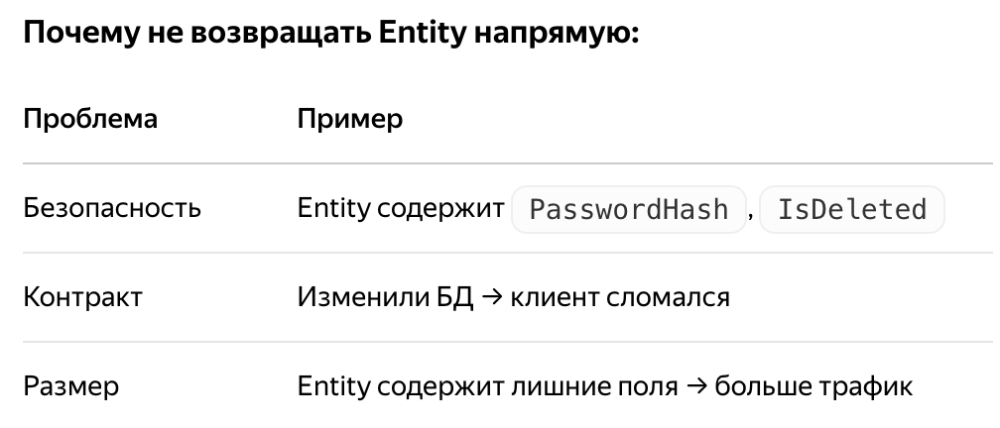 Почему не возвращать Entity напрямую:
Проблема Пример
Безопасность Entity содержит PasswordHash, IsDeleted
Контракт Изменили БД → клиент сломался
Размер Entity содержит лишние поля → больше трафик